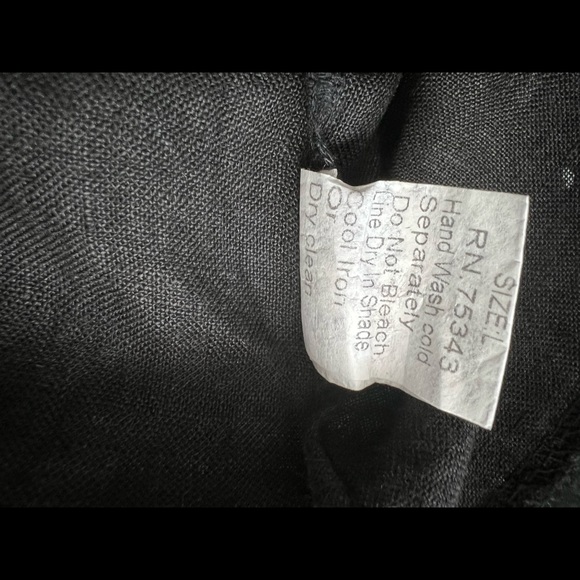 SIZE:L
RN 75343
Hand Wash cold
Separately
Do Not Bleach
Line Dry In Shade
Cool Iron
Or
Dry clean